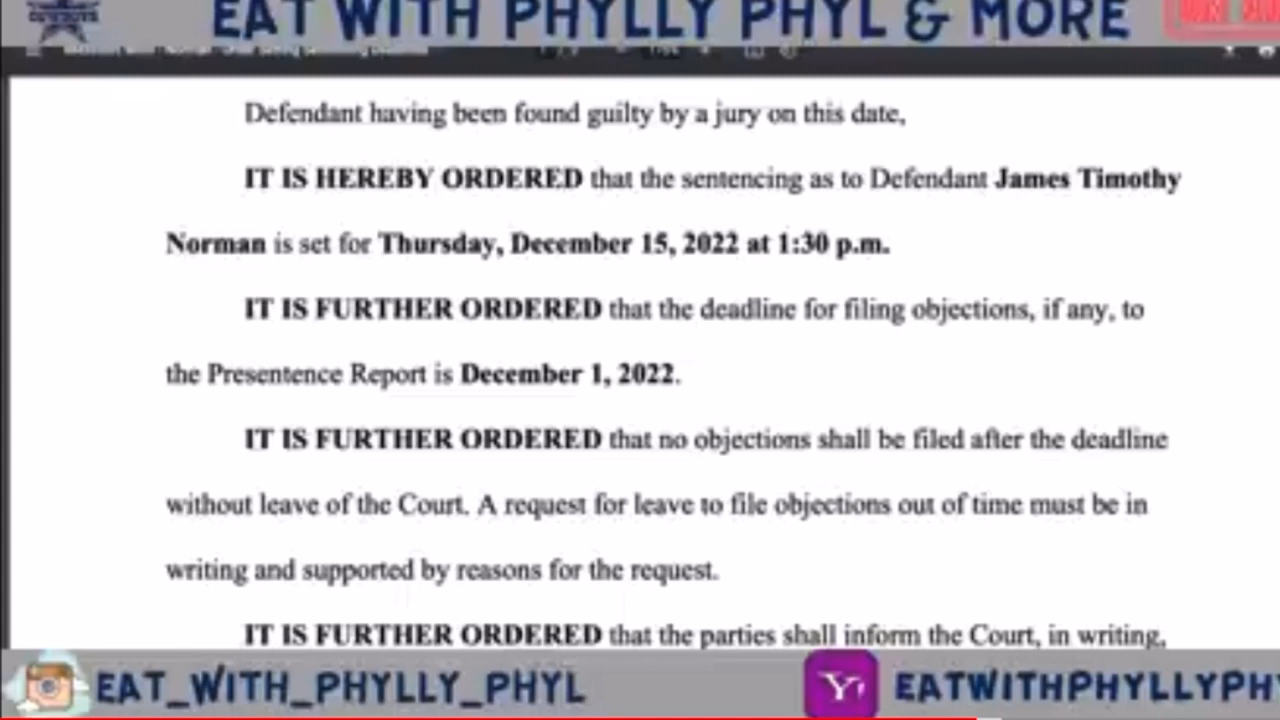 COWBOYS
EAT WITH PHYLLY PHYL & MORE
Defendant having been found guilty by a jury on this date,
IT IS HEREBY ORDERED that the sentencing as to Defendant James Timothy
Norman is set for Thursday, December 15, 2022 at 1:30 p.m.
IT IS FURTHER ORDERED that the deadline for filing objections, if any, to
the Presentence Report is December 1, 2022.
IT IS FURTHER ORDERED that no objections shall be filed after the deadline
without leave of the Court. A request for leave to file objections out of time must be in
writing and supported by reasons for the request.
IT IS FURTHER ORDERED that the parties shall inform the Court, in writing,
EAT_WITH_PHYLLY_PHYL
Y! EATWITHPHYLLYPHY